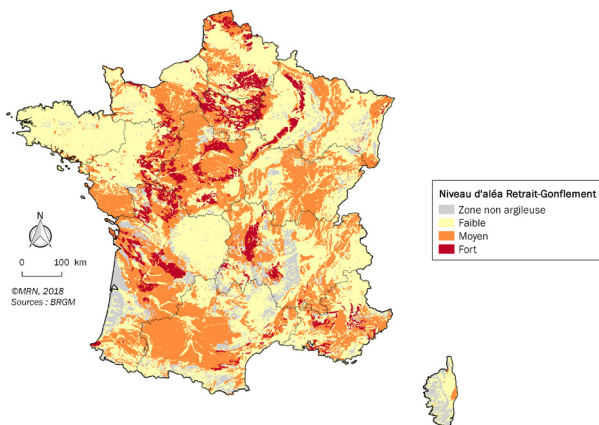 N
0 100 km
©MRN, 2018
Sources : BRGM
Niveau d'aléa Retrait-Gonflement
Zone non argileuse
Faible
Moyen
Fort